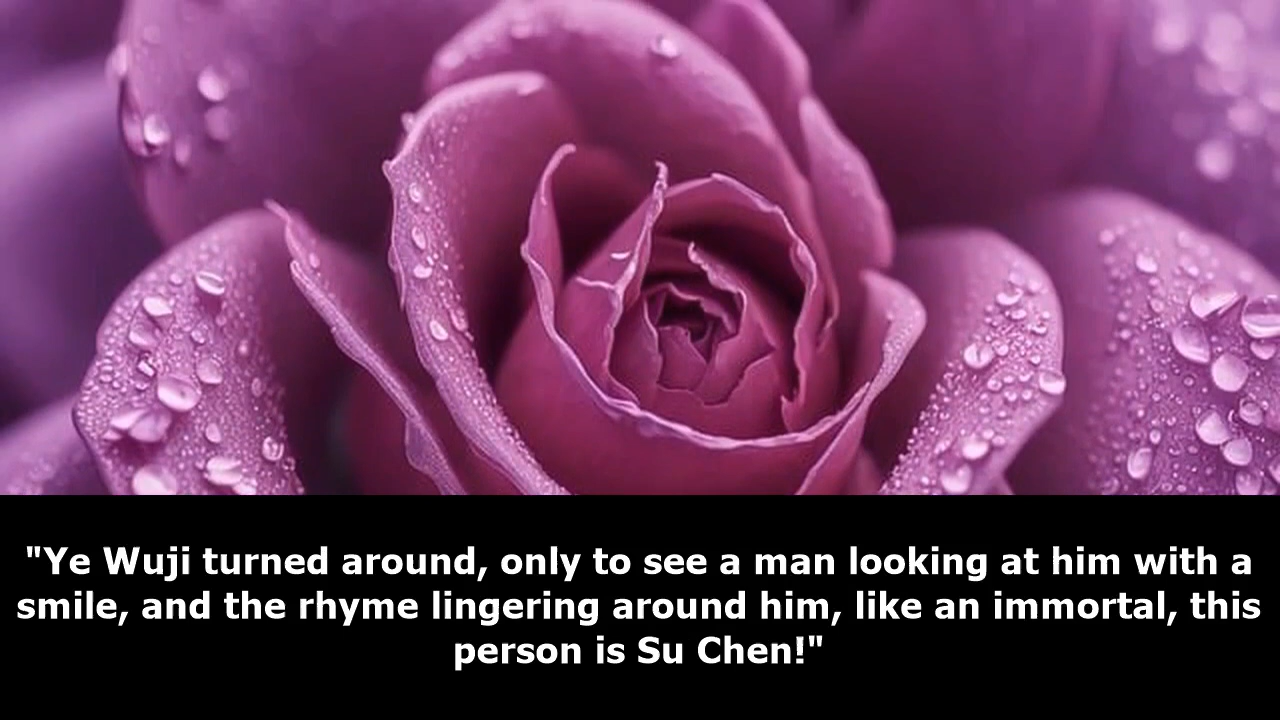 "Ye Wuji turned around, only to see a man looking at him with a
smile, and the rhyme lingering around him, like an immortal, this
person is Su Chen!"